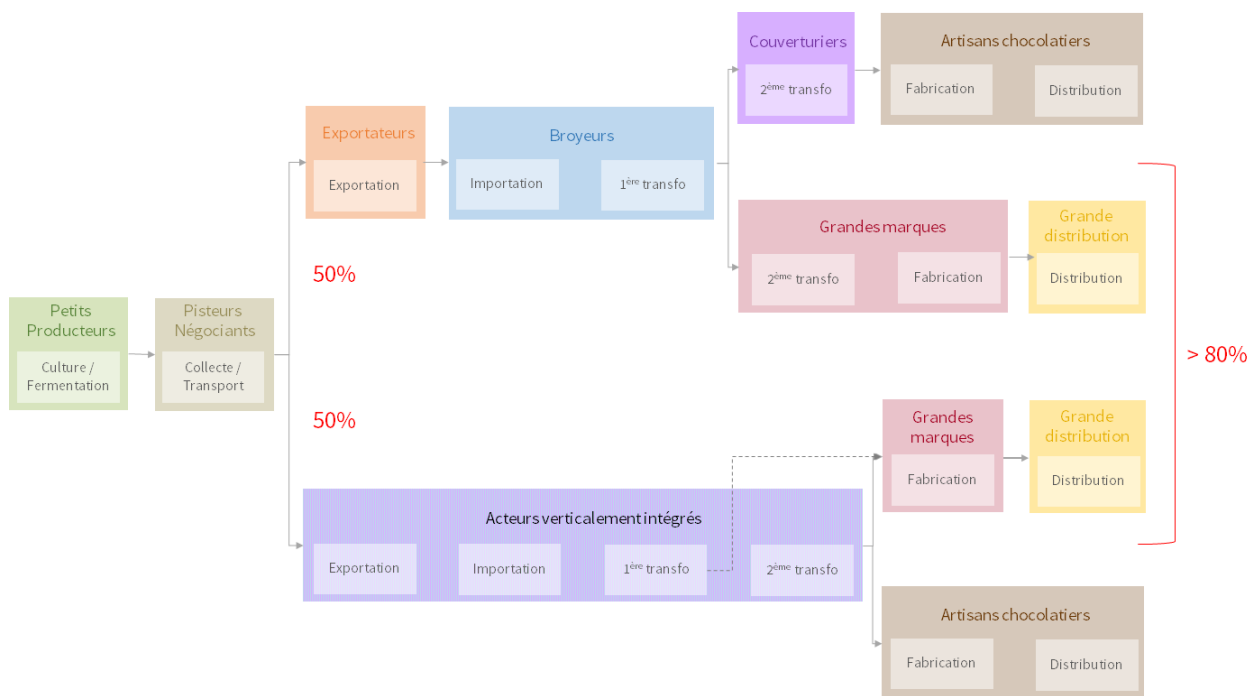 Couverturiers
2ème transfo
Artisans chocolatiers
Fabrication
Distribution
Exportateurs
Exportation
Broyeurs
Importation
1ère transfo
Grandes marques
2ème transfo
Fabrication
Grande
distribution
Distribution
50%
Petits
Producteurs
Culture /
Fermentation
Pisteurs
Négociants
Collecte /
Transport
> 80%
50%
Grandes
marques
Fabrication
Grande
distribution
Distribution
Acteurs verticalement intégrés
Exportation
Importation
1ère transfo
2ème transfo
Artisans chocolatiers
Fabrication
Distribution